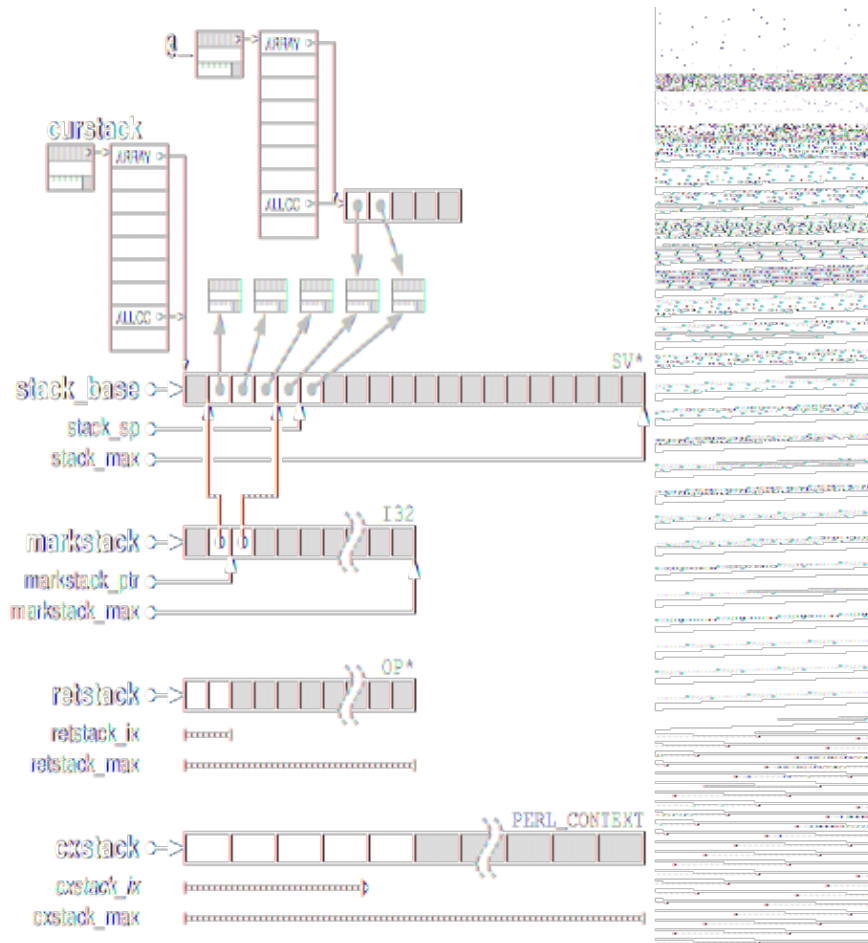 a
ARRAY
curstack
ARRAY
ALLOC
ALLOC
SV*
stack_base
stack_sp
stack_max
I32
markstack
markstack_ptr
markstack_max
OP*
retstack
retstack_ix
retstack_max
PERL_CONTEXT
cxstack
cxstack_ix
cxstack_max